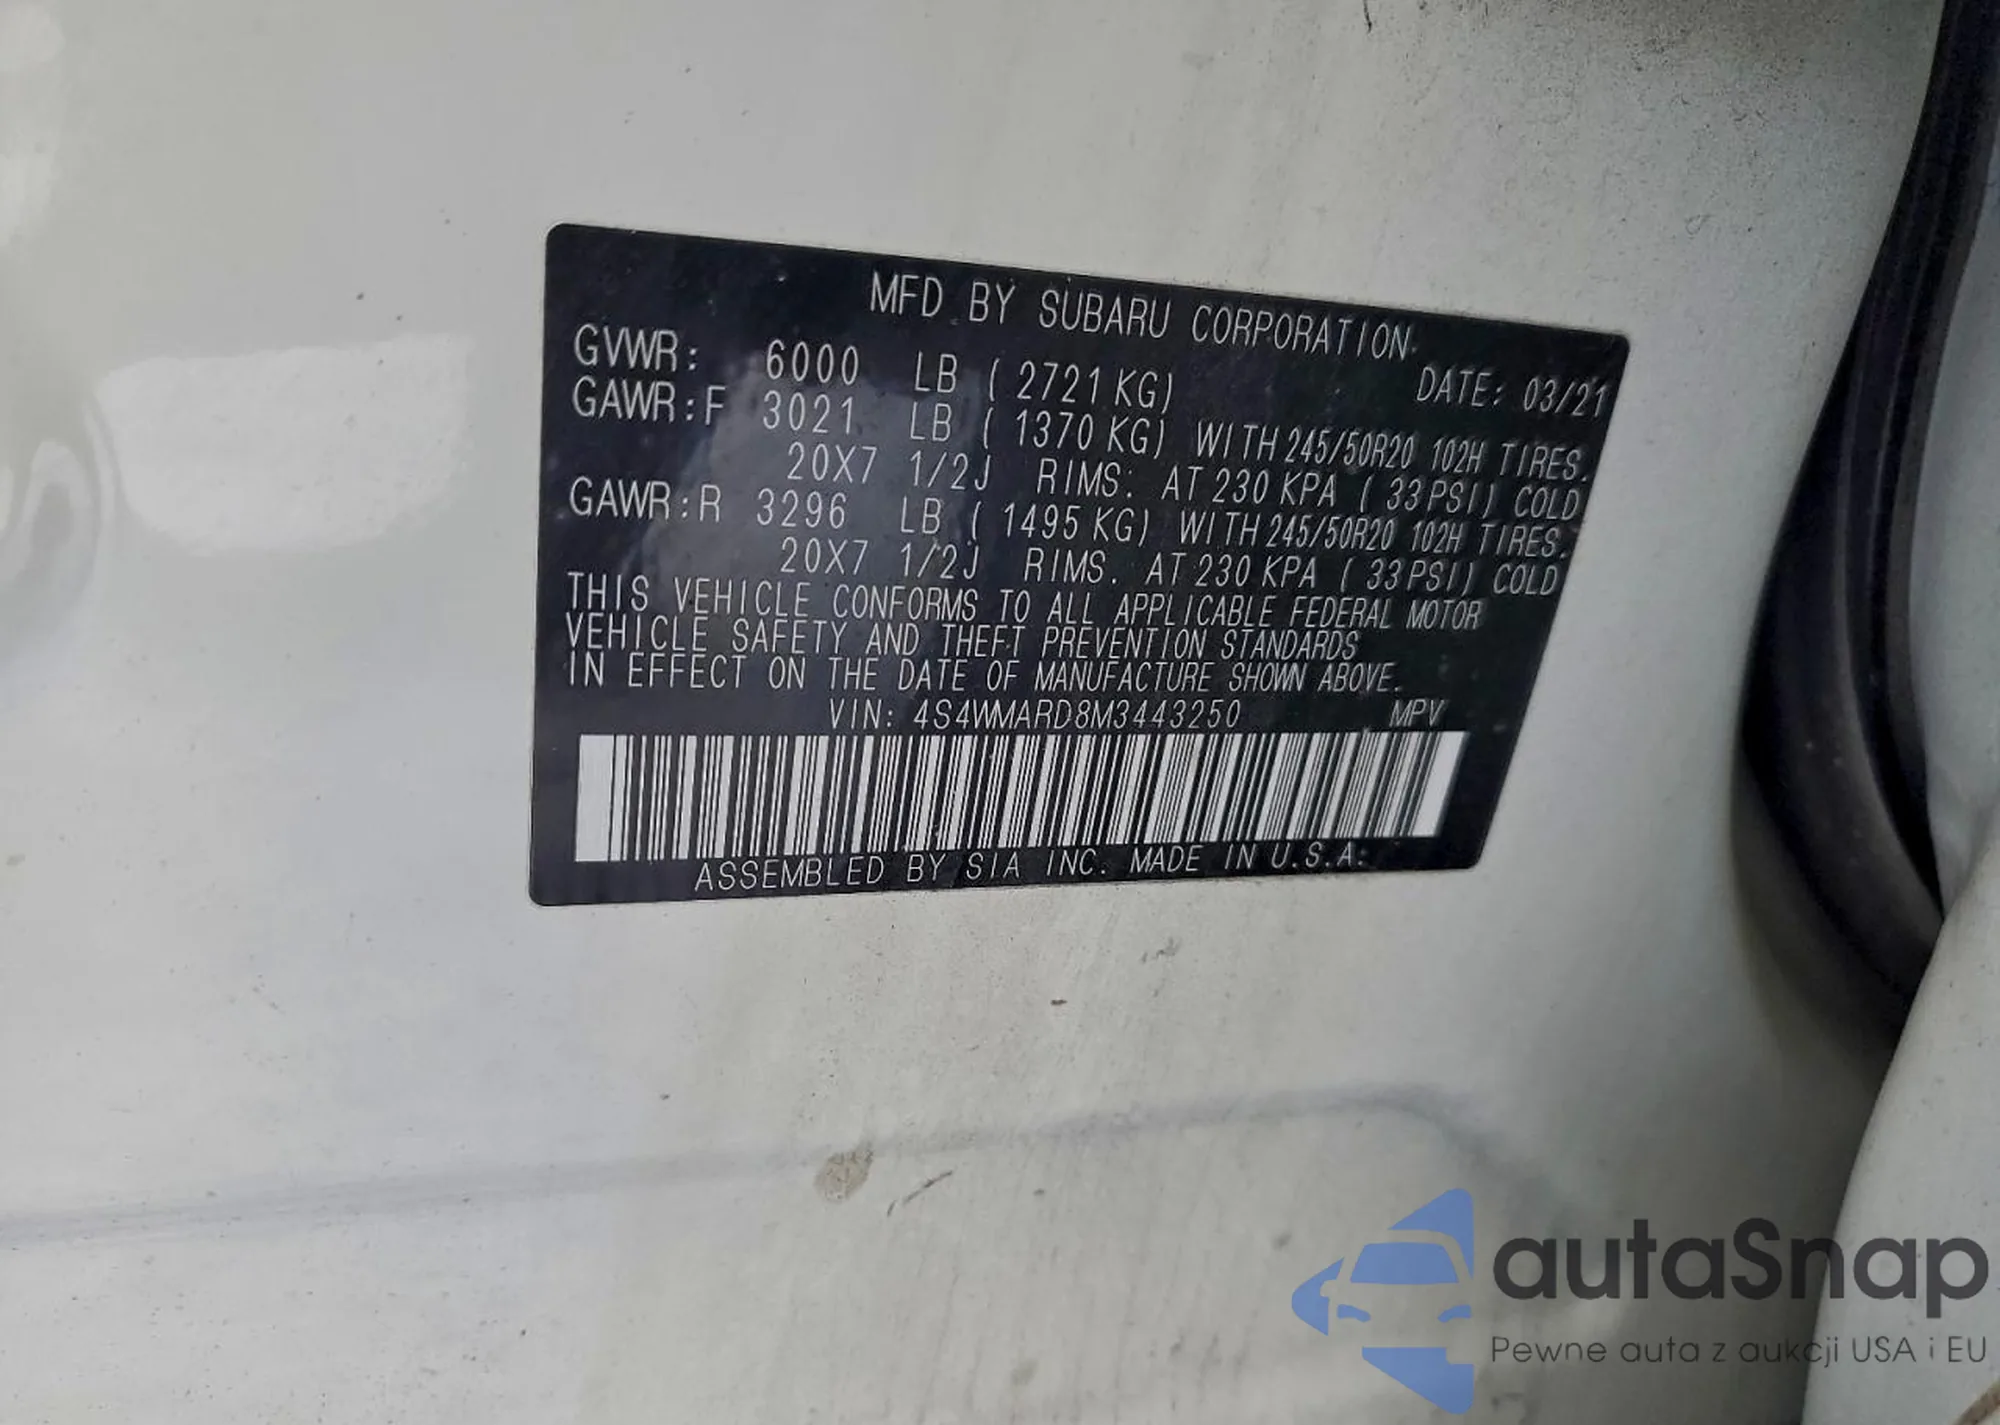 MFD BY SUBARU CORPORATION
GVWR: 6000 LB ( 2721 KG) DATE: 03/21
GAWR:F 3021 LB ( 1370 KG) WITH 245/50R20 102H TIRES.
20X7 1/2J RIMS: AT 230 KPA ( 33 PSI) COLD
GAWR:R 3296 LB ( 1495 KG) WITH 245/50R20 102H TIRES.
20X7 1/2J RIMS. AT 230 KPA ( 33 PSI) COLD
THIS VEHICLE CONFORMS TO ALL APPLICABLE FEDERAL MOTOR
VEHICLE SAFETY AND THEFT PREVENTION STANDARDS
IN EFFECT ON THE DATE OF MANUFACTURE SHOWN ABOVE.
VIN: 4S4WMARD8M3443250 MPV
ASSEMBLED BY SIA INC. MADE IN U.S.A.
autaSnap
Pewne auta z aukcji USA i EU